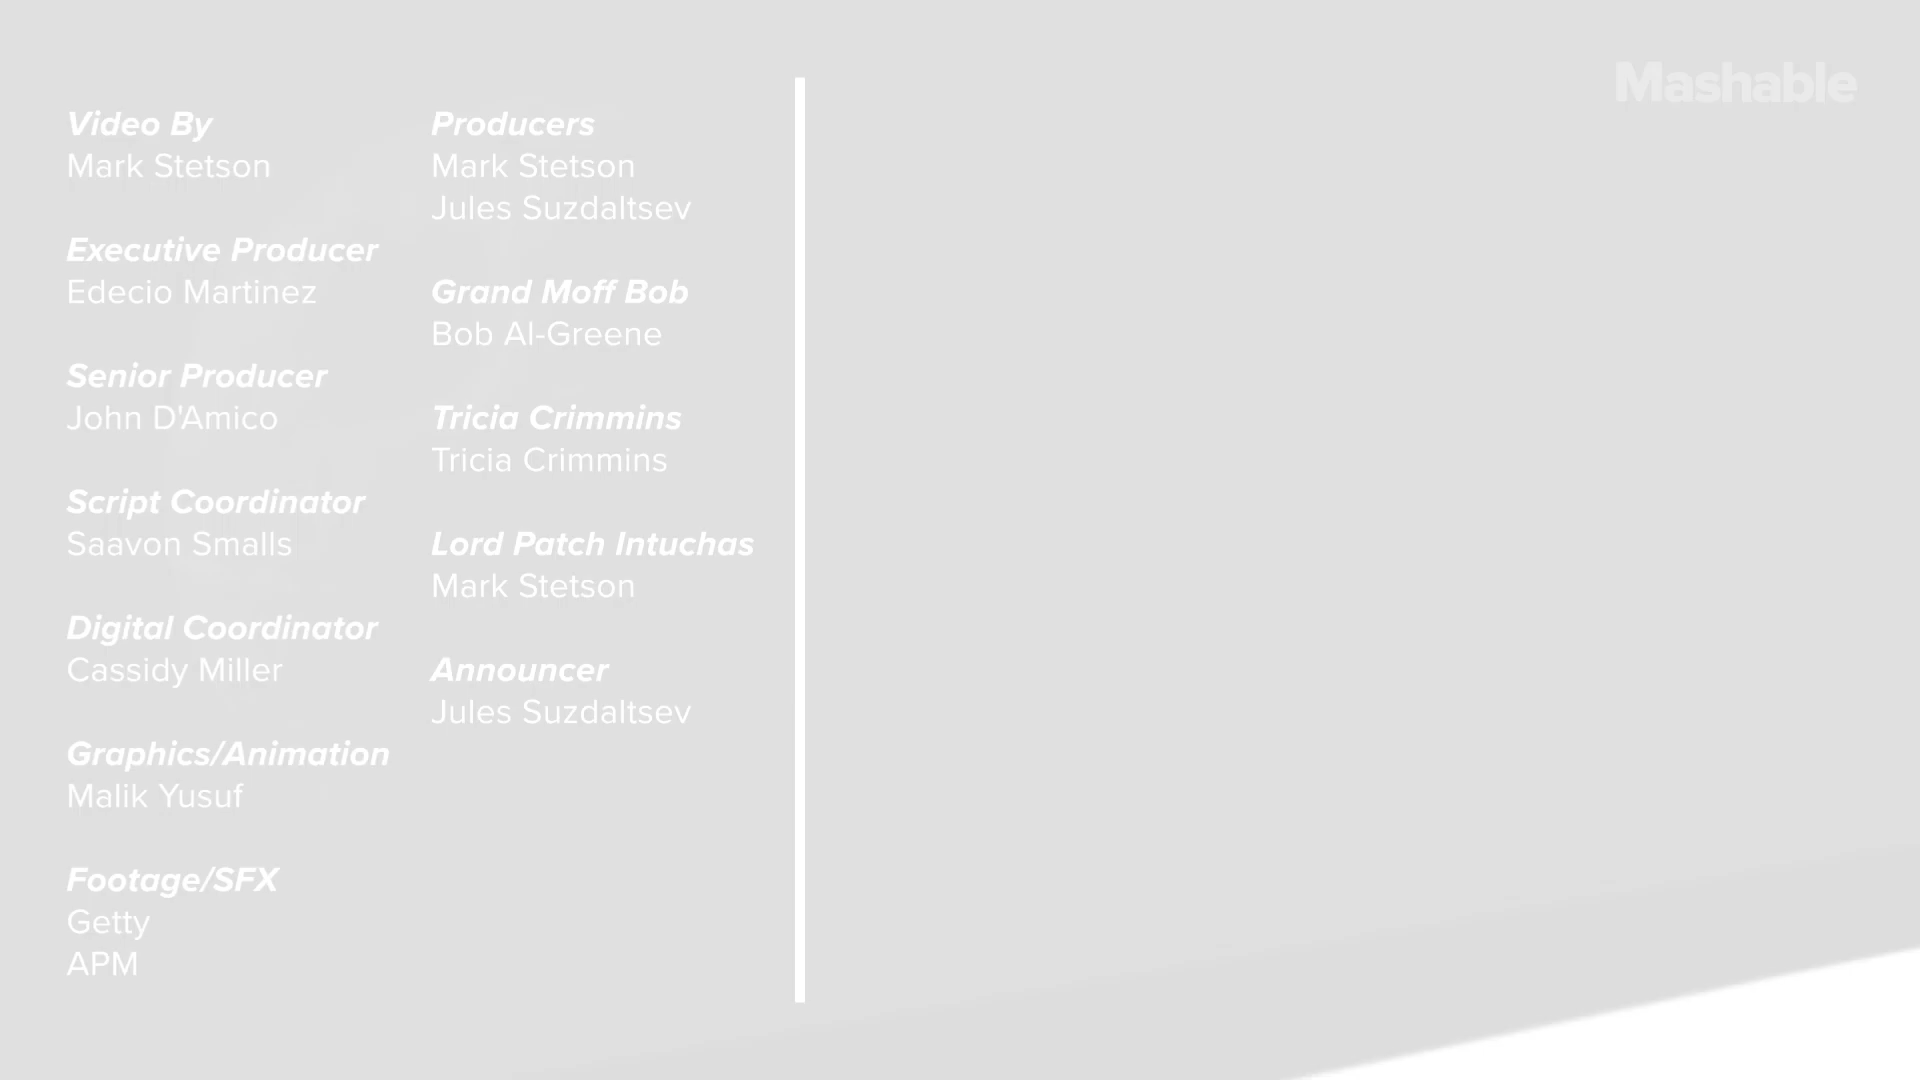 Video By
Mark Stetson
Executive Producer
Edecio Martinez
Senior Producer
John D'Amico
Script Coordinator
Saavon Smalls
Digital Coordinator
Cassidy Miller
Graphics/Animation
Malik Yusuf
Footage/SFX
Getty
APM
Producers
Mark Stetson
Jules Suzdaltsev
Grand Moff Bob
Bob Al-Greene
Tricia Crimmins
Tricia Crimmins
Lord Patch Intuchas
Mark Stetson
Announcer
Jules Suzdaltsev
Mashable